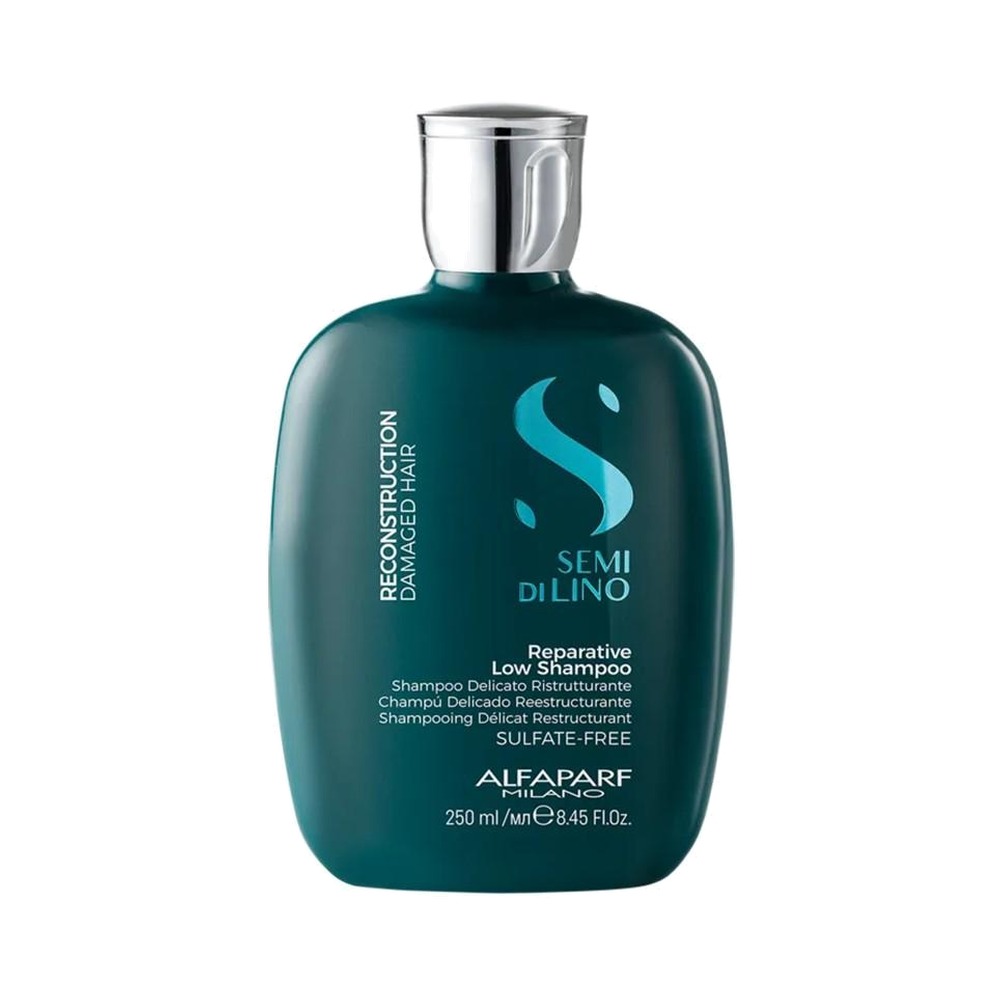 RECONSTRUCTION
DAMAGED HAIR
SEMI
DI LINO
Reparative
Low Shampoo
Shampoo Delicato Ristrutturante
Champú Delicado Reestructurante
Shampooing Délicat Restructurant
SULFATE-FREE
ALFAPARF
MILANO
250 ml /мл ℮ 8.45 Fl.Oz.